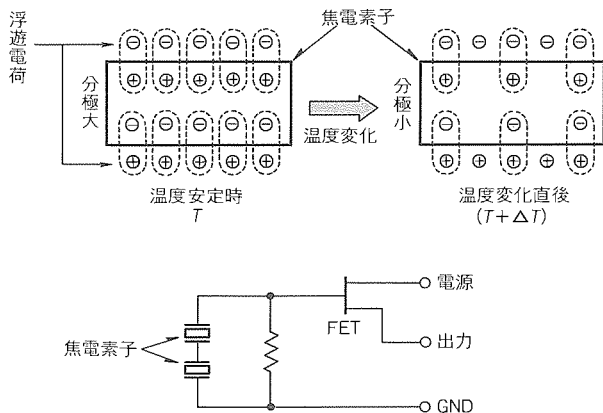 浮遊電荷
焦電素子
分極大
分極小
温度変化
温度安定時
T
温度変化直後
(T+ΔT)
電源
FET
出力
焦電素子
GND